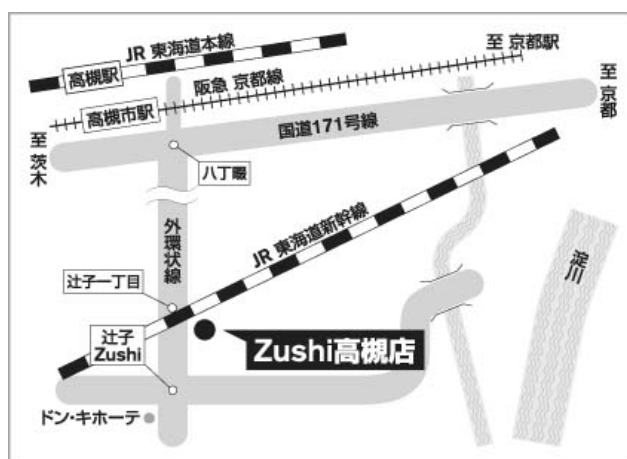 JR 東海道本線
高槻駅
至 京都駅
阪急 京都線
高槻市駅
至 京都
国道171号線
至 茨木
八丁畷
外環状線
JR 東海道新幹線
淀川
辻子一丁目
辻子
Zushi
Zushi高槻店
ドン・キホーテ